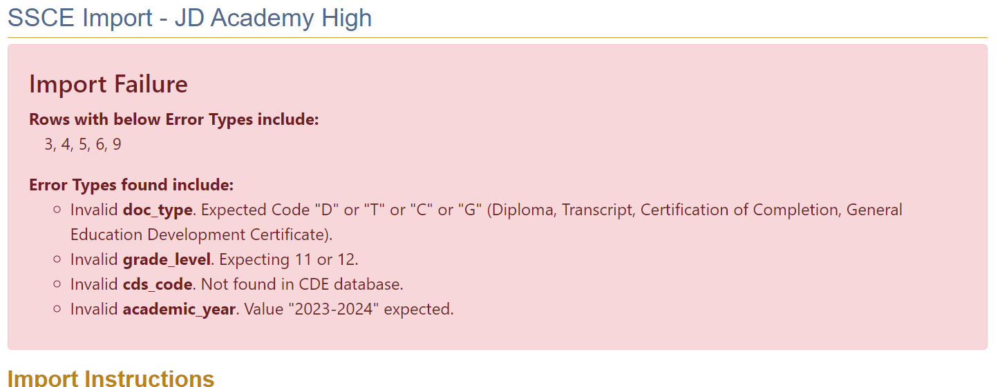 SSCE Import - JD Academy High
Import Failure
Rows with below Error Types include:
3, 4, 5, 6, 9
Error Types found include:
Invalid doc_type. Expected Code "D" or "T" or "C" or "G" (Diploma, Transcript, Certification of Completion, General
Education Development Certificate).
Invalid grade_level. Expecting 11 or 12.
Invalid cds_code. Not found in CDE database.
Invalid academic_year. Value "2023-2024" expected.
Import Instructions